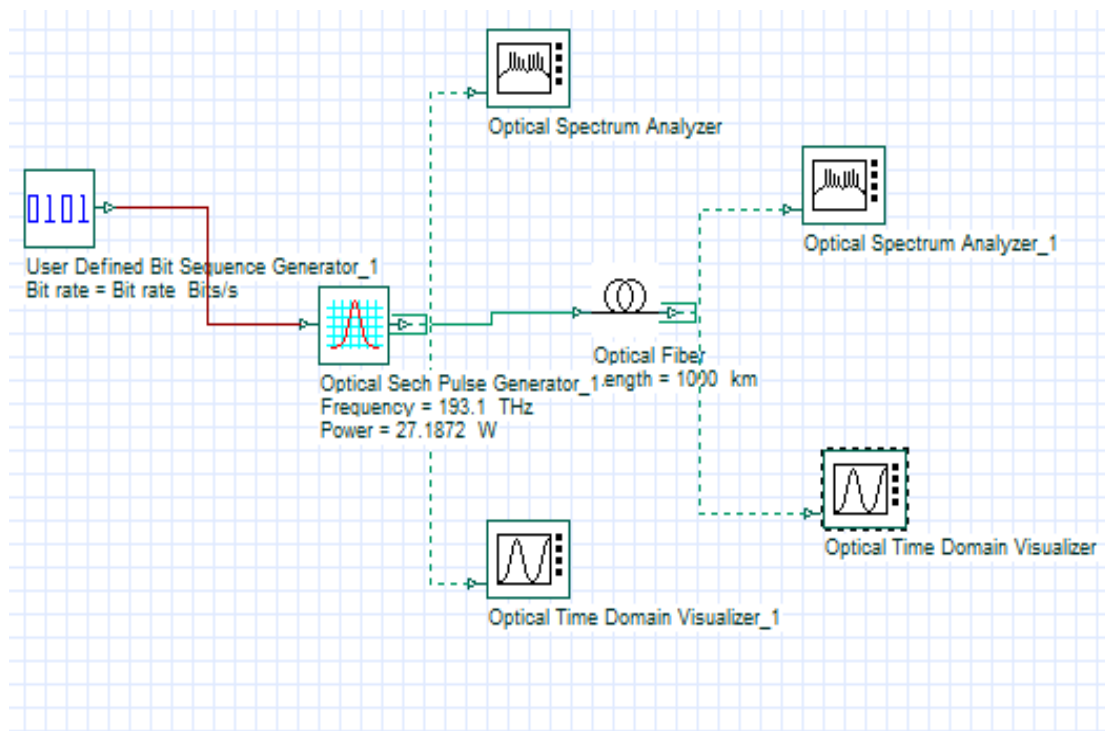 Optical Spectrum Analyzer
0101
User Defined Bit Sequence Generator_1
Bit rate = Bit rate Bits/s
Optical Spectrum Analyzer_1
Optical Fiber
Length = 1000 km
Optical Sech Pulse Generator_1
Frequency = 193.1 THz
Power = 27.1872 W
Optical Time Domain Visualizer
Optical Time Domain Visualizer_1